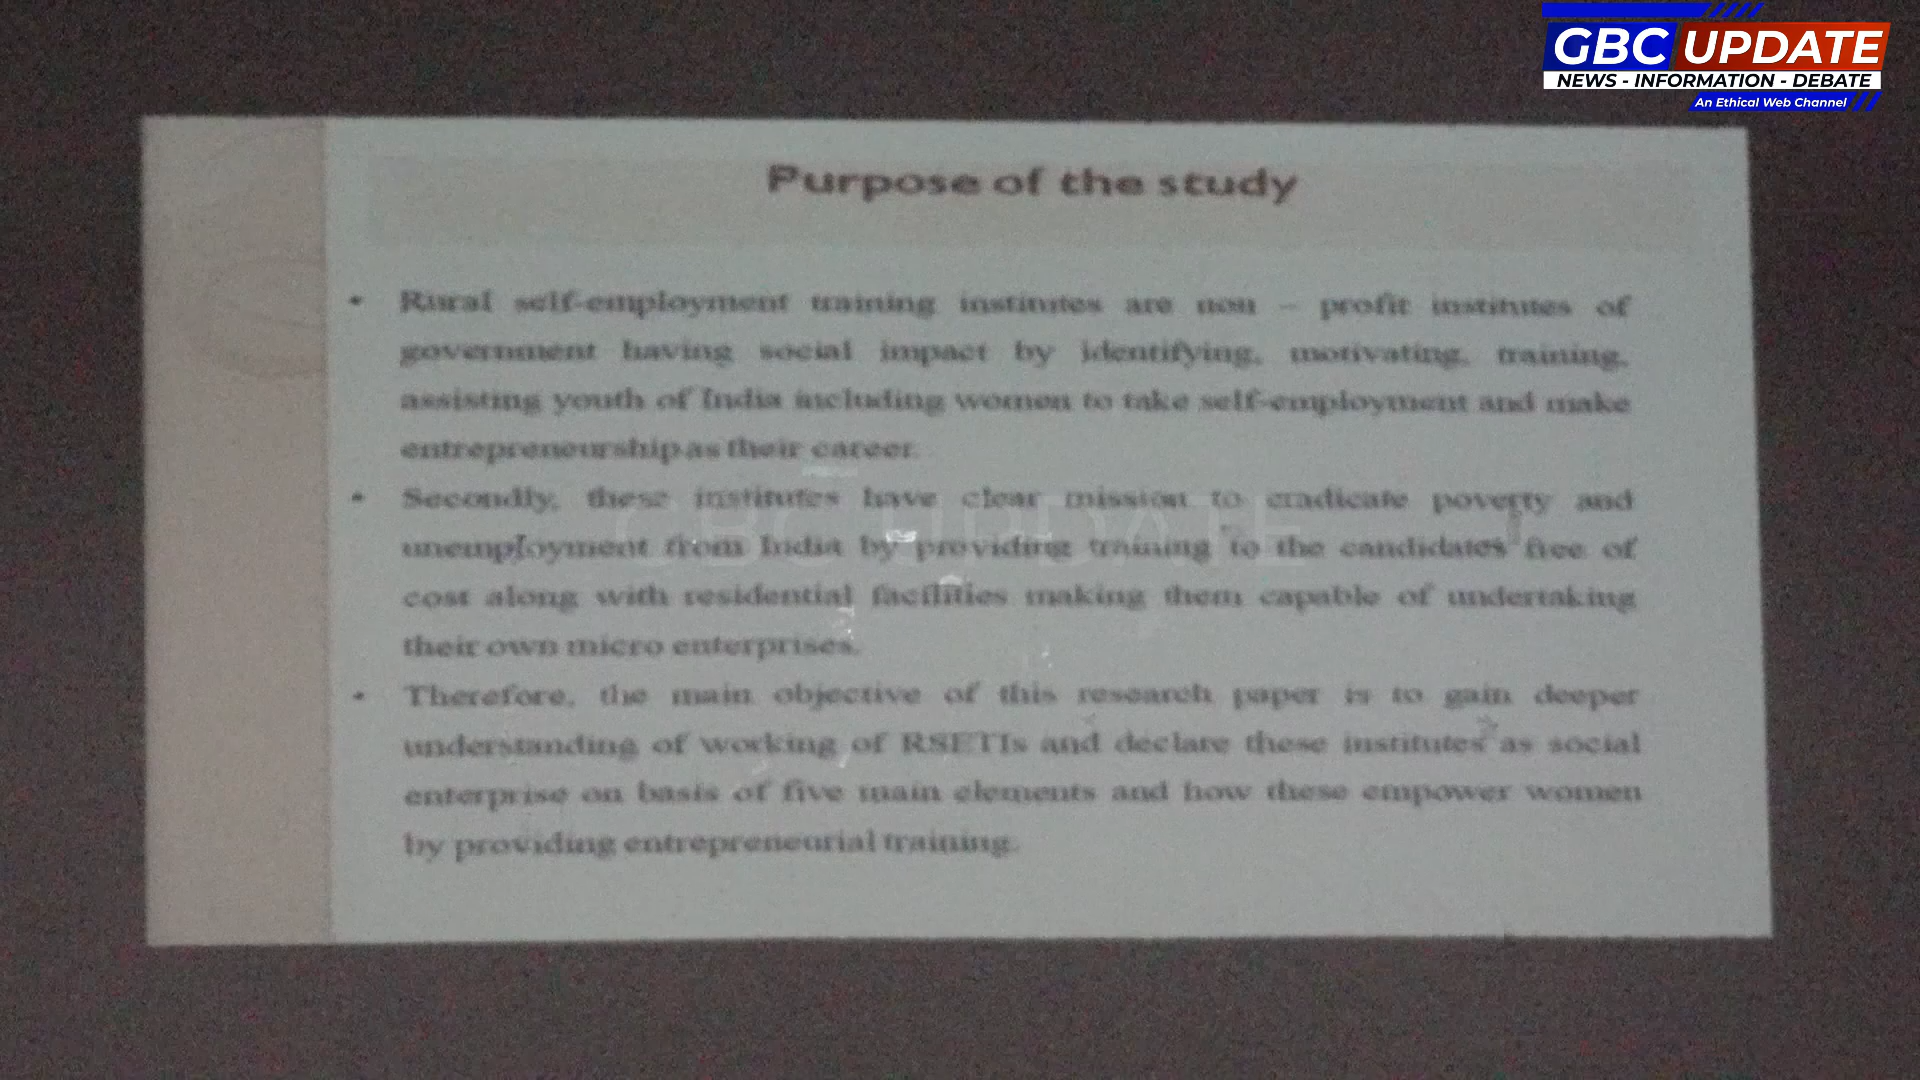 GBC UPDATE
NEWS - INFORMATION - DEBATE
An Ethical Web Channel
Purpose of the study
• Rural self-employment training institutes are non – profit institutes of
government having social impact by identifying, motivating, training,
assisting youth of India including women to take self-employment and make
entrepreneurship as their career.
• Secondly, these institutes have clear mission to eradicate poverty and
unemployment from India by providing training to the candidates free of
cost along with residential facilities making them capable of undertaking
their own micro enterprises.
GBC UPDATE
• Therefore, the main objective of this research paper is to gain deeper
understanding of working of RSETIs and declare these institutes as social
enterprise on basis of five main elements and how these empower women
by providing entrepreneurial training.